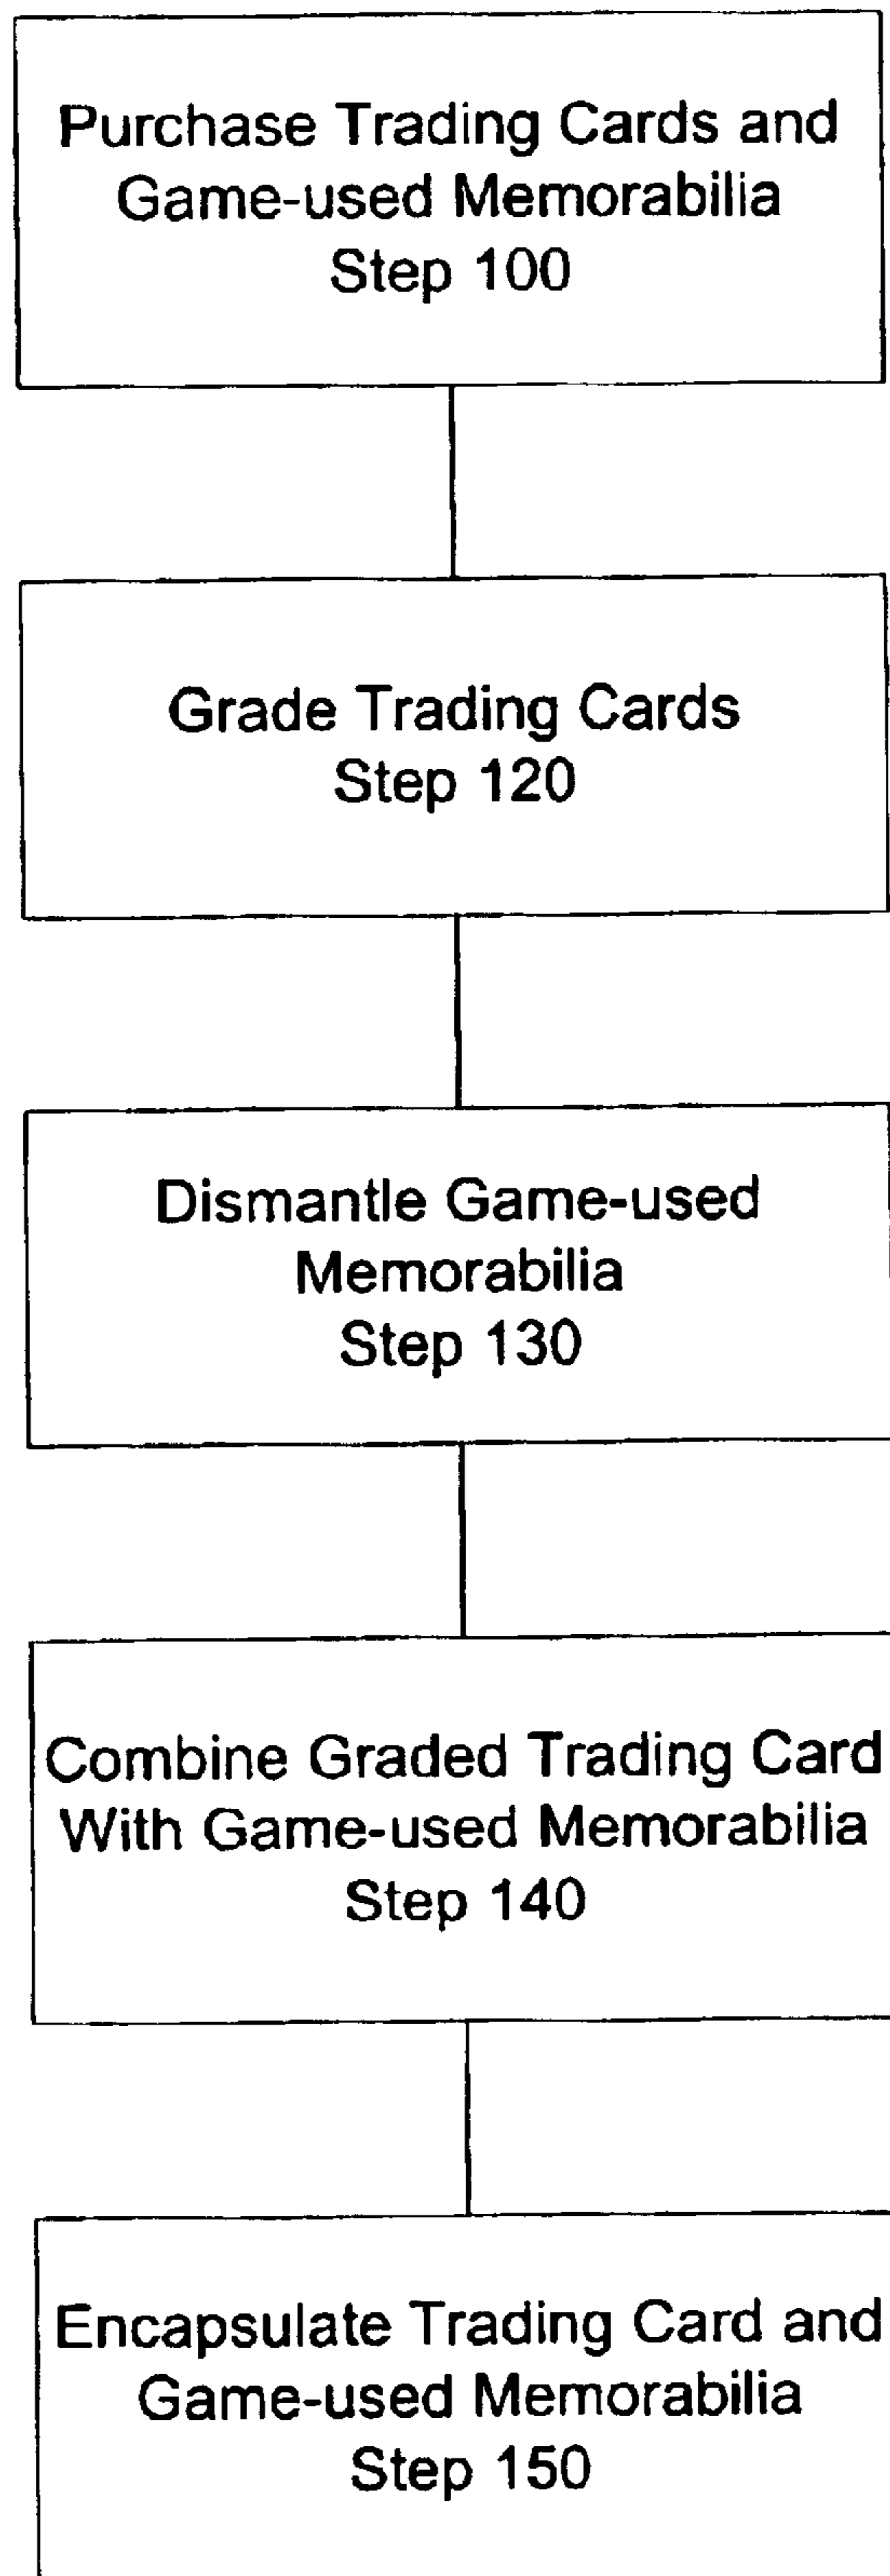 Purchase Trading Cards and
Game-used Memorabilia
Step 100
Grade Trading Cards
Step 120
Dismantle Game-used
Memorabilia
Step 130
Combine Graded Trading Card
With Game-used Memorabilia
Step 140
Encapsulate Trading Card and
Game-used Memorabilia
Step 150